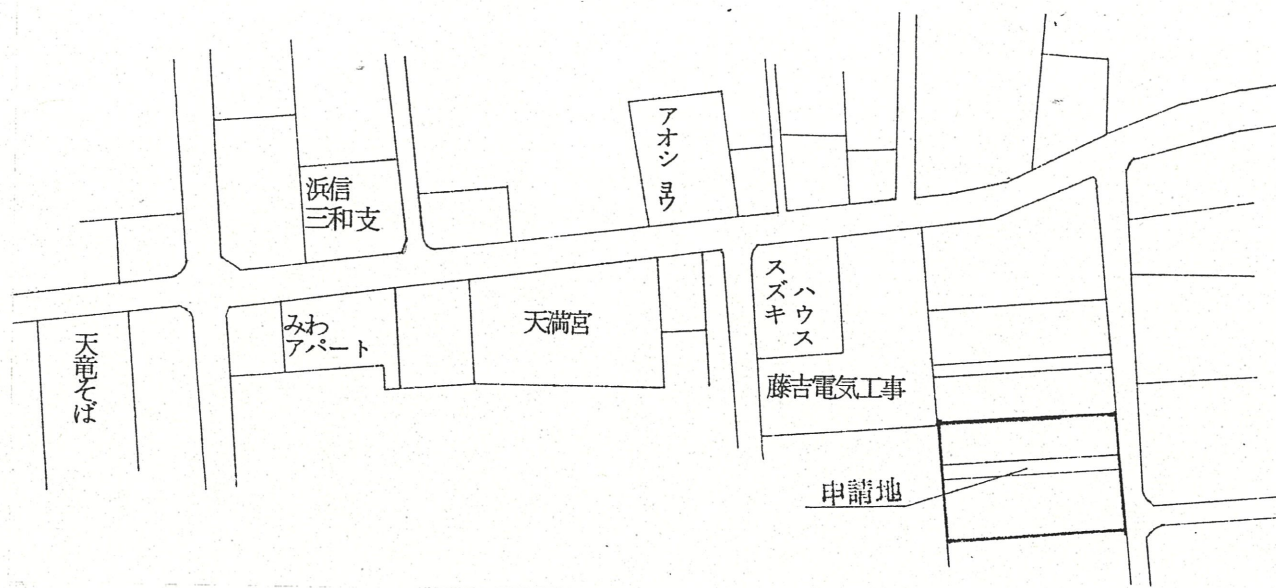 浜信
三和支
アオショウ
スズキ
ハウス
みわ
アパート
天満宮
天竜そば
藤吉電気工事
申請地